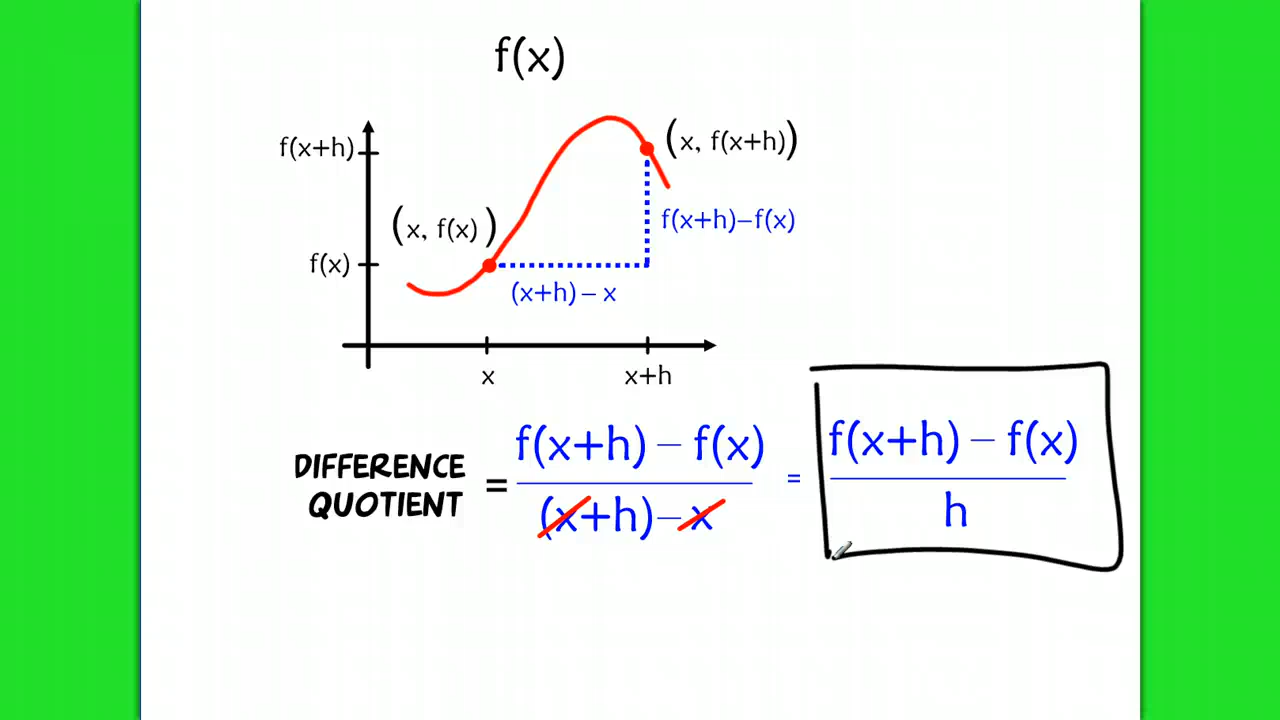 f(x)
f(x+h)
(x, f(x+h))
(x, f(x))
f(x+h)–f(x)
f(x)
(x+h) – x
x
x+h
DIFFERENCE
QUOTIENT
= f(x+h) – f(x) / (x+h)–x = f(x+h) – f(x) / h